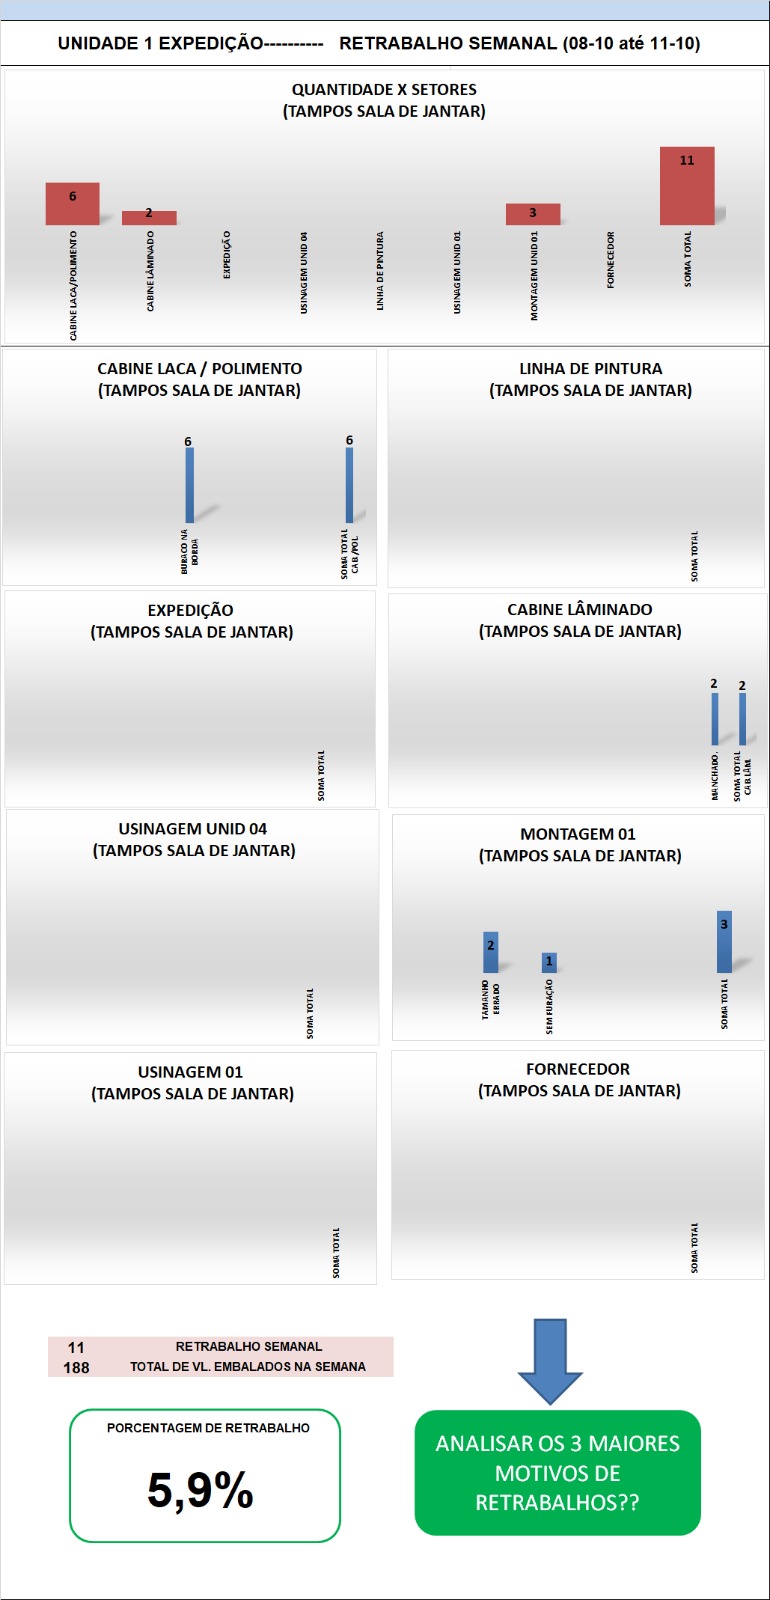 UNIDADE 1 EXPEDIÇÃO---------- RETRABALHO SEMANAL (08-10 até 11-10)
QUANTIDADE X SETORES
(TAMPOS SALA DE JANTAR)
6
2
3
11
CABINE LACA/POLIMENTO
CABINE LÂMINADO
EXPEDIÇÃO
USINAGEM UNID 04
LINHA DE PINTURA
USINAGEM UNID 01
MONTAGEM UNID 01
FORNECEDOR
SOMA TOTAL
CABINE LACA / POLIMENTO
(TAMPOS SALA DE JANTAR)
6
6
BURACO NA
BORDA
SOMA TOTAL
CAB./POL
LINHA DE PINTURA
(TAMPOS SALA DE JANTAR)
SOMA TOTAL
EXPEDIÇÃO
(TAMPOS SALA DE JANTAR)
SOMA TOTAL
CABINE LÂMINADO
(TAMPOS SALA DE JANTAR)
2
2
MANCHADO.
SOMA TOTAL
CAB LÂM.
USINAGEM UNID 04
(TAMPOS SALA DE JANTAR)
SOMA TOTAL
MONTAGEM 01
(TAMPOS SALA DE JANTAR)
2
1
3
TAMANHO
ERRADO
SEM FURAÇÃO
SOMA TOTAL
USINAGEM 01
(TAMPOS SALA DE JANTAR)
SOMA TOTAL
FORNECEDOR
(TAMPOS SALA DE JANTAR)
SOMA TOTAL
11 RETRABALHO SEMANAL
188 TOTAL DE VL. EMBALADOS NA SEMANA
PORCENTAGEM DE RETRABALHO
5,9%
ANALISAR OS 3 MAIORES
MOTIVOS DE
RETRABALHOS??